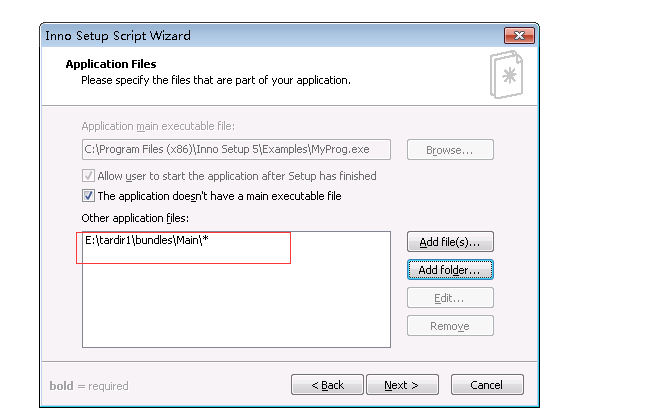 Inno Setup Script Wizard
Application Files
Please specify the files that are part of your application.
Application main executable file:
C:\Program Files (x86)\Inno Setup 5\Examples\MyProg.exe
Browse...
Allow user to start the application after Setup has finished
The application doesn't have a main executable file
Other application files:
E:\tardir1\bundles\Main\*
Add file(s)...
Add folder...
Edit...
Remove
bold = required
< Back
Next >
Cancel